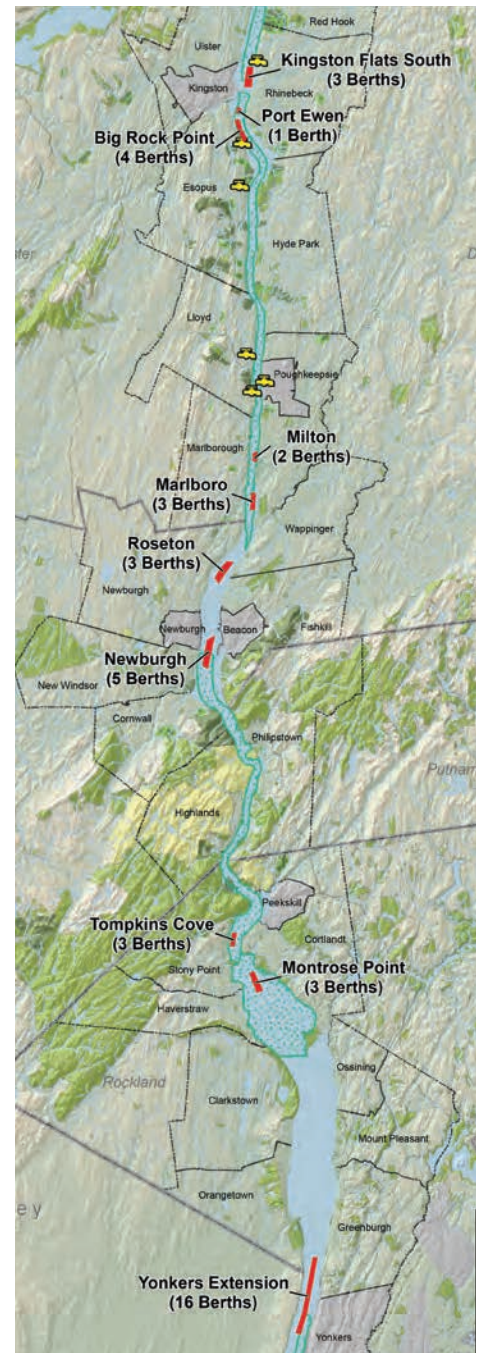 Red Hook
Ulster
Kingston Flats South
(3 Berths)
Kingston
Rhinebeck
Port Ewen
(1 Berth)
Big Rock Point
(4 Berths)
Esopus
Hyde Park
Lloyd
Poughkeepsie
Milton
(2 Berths)
Marlborough
Marlboro
(3 Berths)
Wappinger
Roseton
(3 Berths)
Newburgh
Newburgh
Beacon
Fishkill
Newburgh
(5 Berths)
New Windsor
Cornwall
Philipstown
Putnam
Highlands
Peekskill
Tompkins Cove
(3 Berths)
Cortlandt
Stony Point
Montrose Point
(3 Berths)
Haverstraw
Ossining
Rockland
Clarkstown
Mount Pleasant
Orangetown
ey
Greenburgh
Yonkers Extension
(16 Berths)
Yonkers